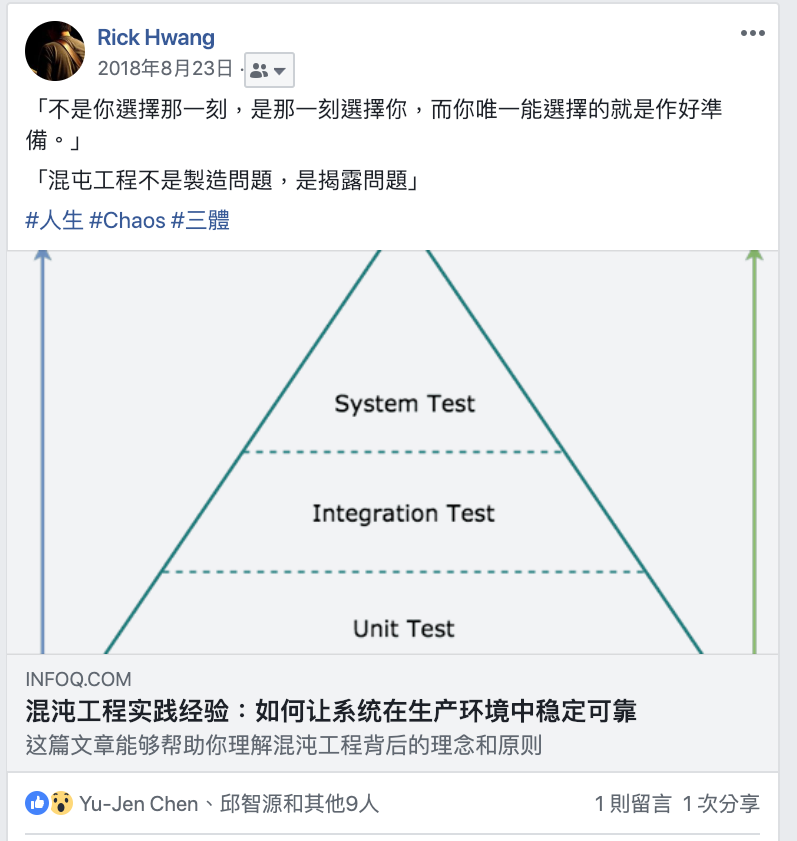 Rick Hwang
2018年8月23日 ·
「不是你選擇那一刻，是那一刻選擇你，而你唯一能選擇的就是作好準
備。」
「混屯工程不是製造問題，是揭露問題」
#人生 #Chaos #三體
System Test
Integration Test
Unit Test
INFOQ.COM
混沌工程实践经验：如何让系统在生产环境中稳定可靠
这篇文章能够帮助你理解混沌工程背后的理念和原则
Yu-Jen Chen、邱智源和其他9人
1 則留言 1 次分享